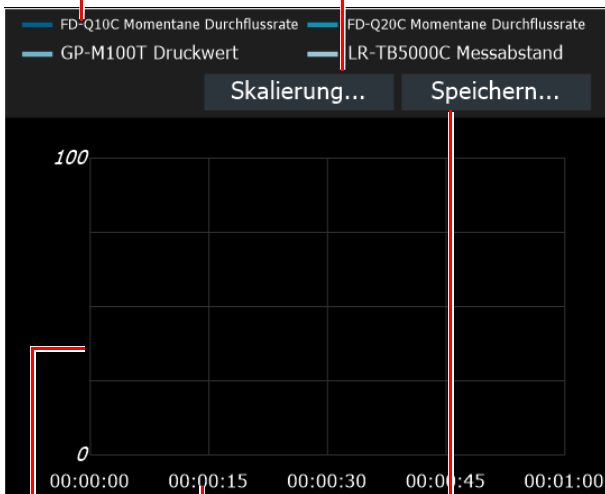 FD-Q10C Momentane Durchflussrate FD-Q20C Momentane Durchflussrate
GP-M100T Druckwert LR-TB5000C Messabstand
Skalierung... Speichern...
100
0
00:00:00 00:00:15 00:00:30 00:00:45 00:01:00